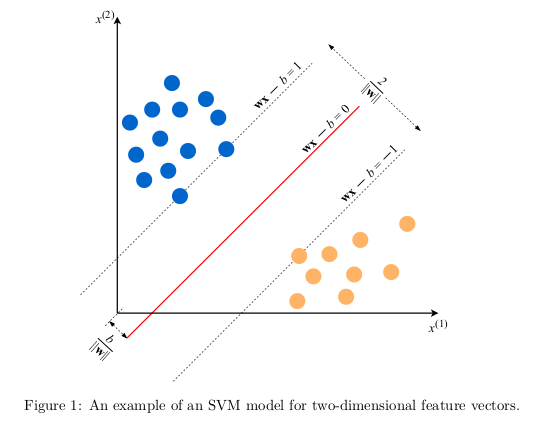 x(2)
wx − b = 1
2
||w||
wx − b = 0
wx − b = −1
b
||w||
x(1)
Figure 1: An example of an SVM model for two-dimensional feature vectors.